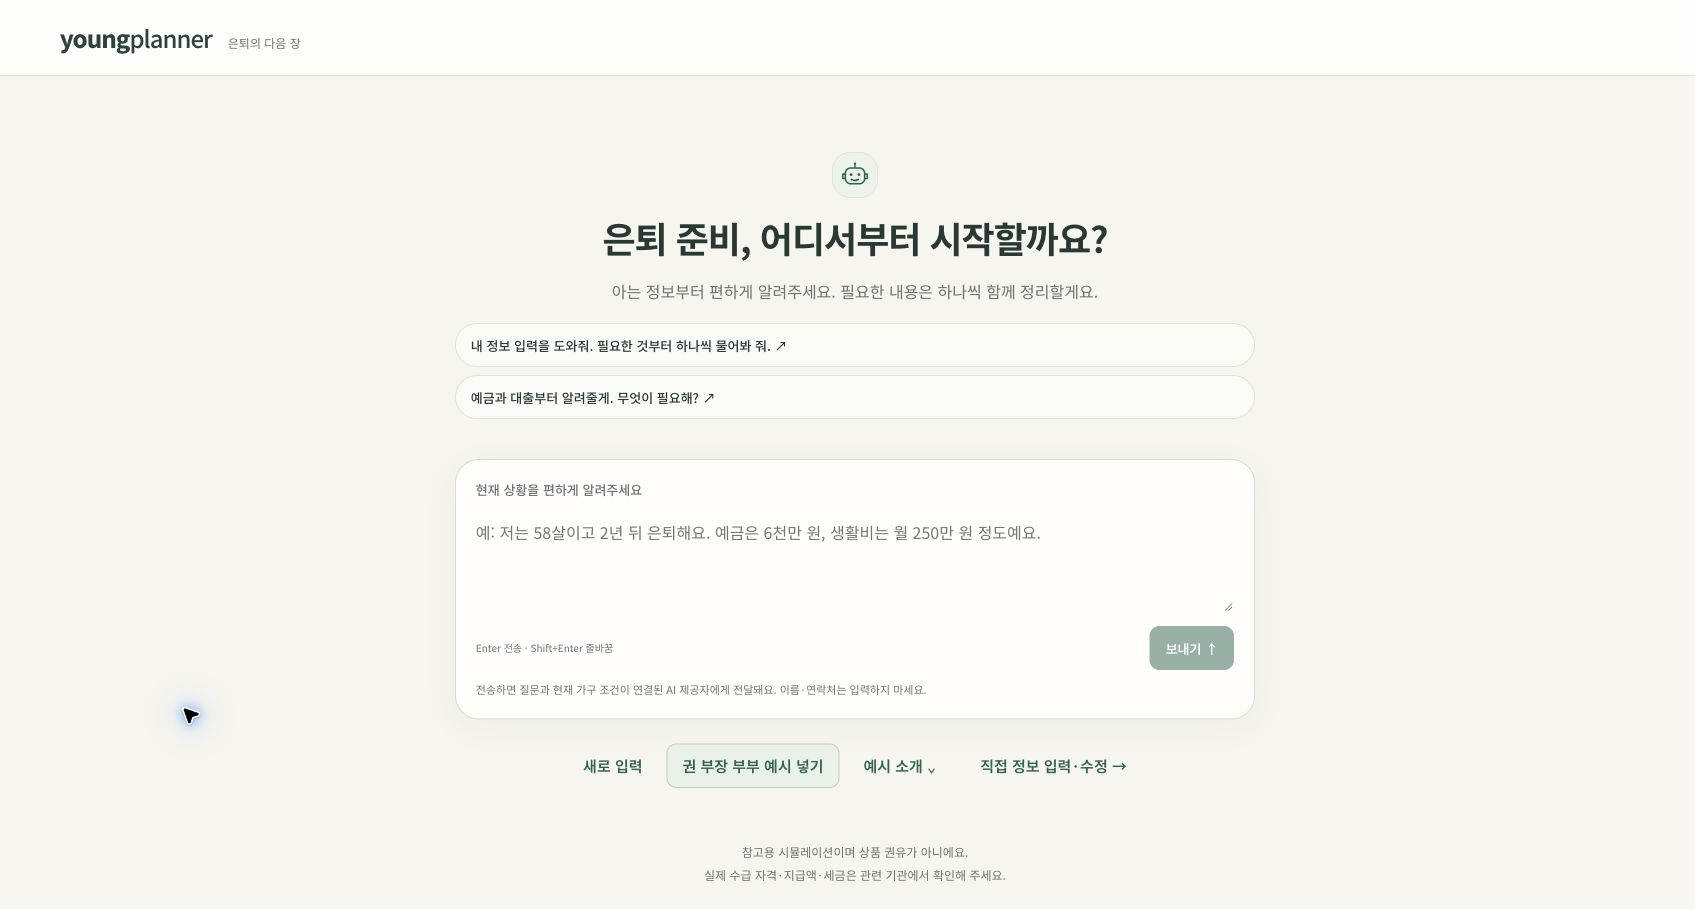 youngplanner 은퇴의 다음 장
은퇴 준비, 어디서부터 시작할까요?
아는 정보부터 편하게 알려주세요. 필요한 내용은 하나씩 함께 정리할게요.
내 정보 입력을 도와줘. 필요한 것부터 하나씩 물어봐 줘. ↗
예금과 대출부터 알려줄게. 무엇이 필요해? ↗
현재 상황을 편하게 알려주세요
예: 저는 58살이고 2년 뒤 은퇴해요. 예금은 6천만 원, 생활비는 월 250만 원 정도예요.
Enter 전송 · Shift+Enter 줄바꿈
보내기 ↑
전송하면 질문과 현재 가구 조건이 연결된 AI 제공자에게 전달돼요. 이름·연락처는 입력하지 마세요.
새로 입력 권 부장 부부 예시 넣기 예시 소개 ⌄ 직접 정보 입력·수정 →
참고용 시뮬레이션이며 상품 권유가 아니에요.
실제 수급 자격·지급액·세금은 관련 기관에서 확인해 주세요.